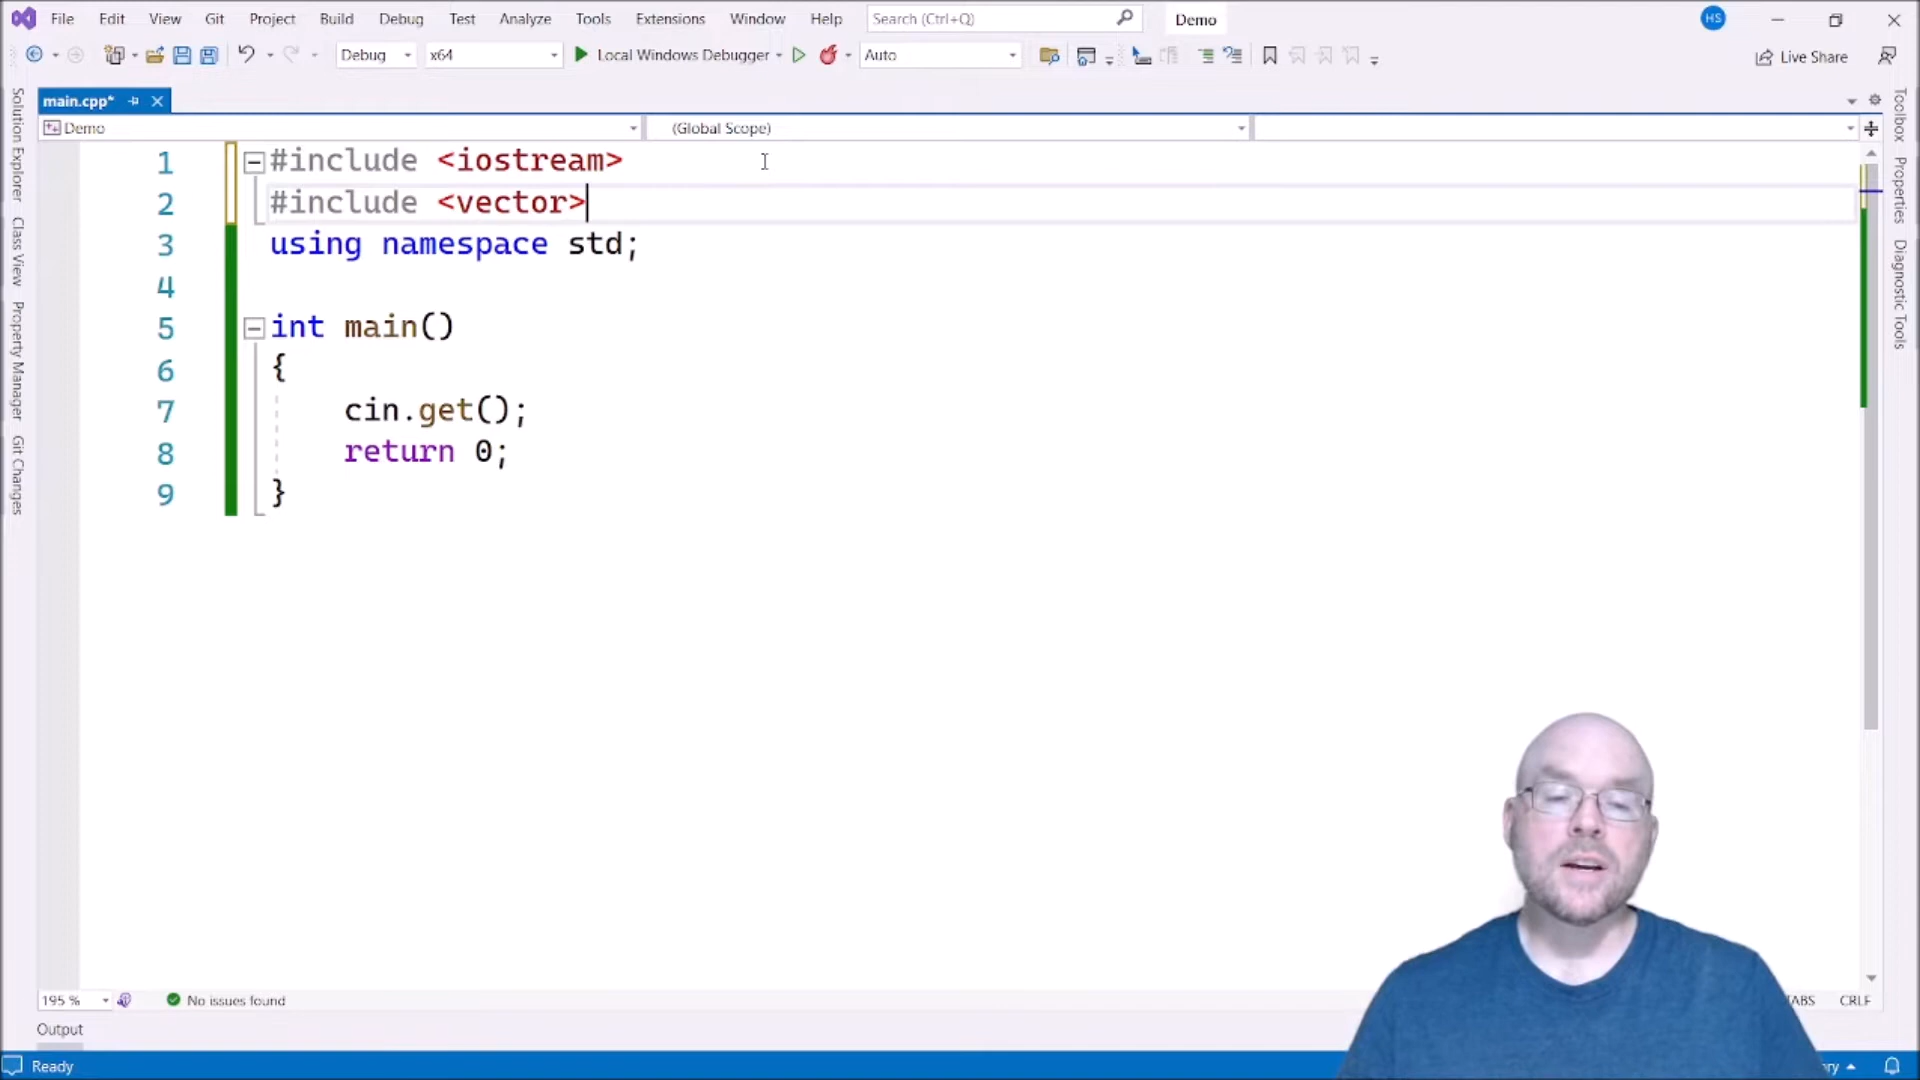 File Edit View Git Project Build Debug Test Analyze Tools Extensions Window Help Search (Ctrl+Q) Demo HS
Debug x64 Local Windows Debugger Auto Live Share
main.cpp*
Demo (Global Scope)
1 #include <iostream>
2 #include <vector>
3 using namespace std;
4
5 int main()
6 {
7 cin.get();
8 return 0;
9 }
Solution Explorer
Class View
Property Manager
Git Changes
Toolbox
Properties
Diagnostic Tools
195 % No issues found CRLF
Output
Ready